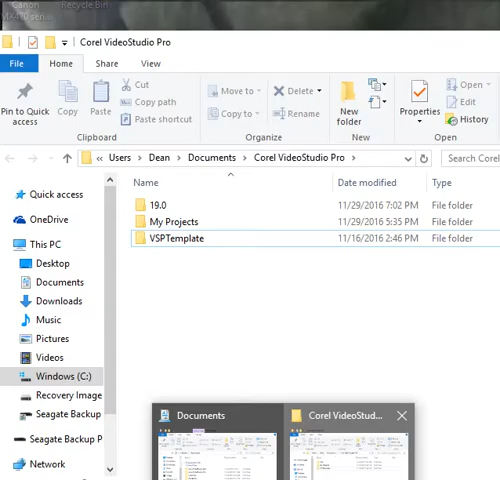 Canon
MX470 seri...
Recycle Bin
Corel VideoStudio Pro
File Home Share View
Pin to Quick access
Copy
Paste
Cut
Copy path
Paste shortcut
Clipboard
Move to
Copy to
Delete
Rename
Organize
New folder
New
Properties
Open
Edit
History
Open
« Users > Dean > Documents > Corel VideoStudio Pro >
Search Corel
Name Date modified Type
19.0 11/29/2016 7:02 PM File folder
My Projects 11/29/2016 5:35 PM File folder
VSPTemplate 11/16/2016 2:46 PM File folder
Quick access
OneDrive
This PC
Desktop
Documents
Downloads
Music
Pictures
Videos
Windows (C:)
Recovery Image
Seagate Backup
Seagate Backup P
Network
Documents
Corel VideoStud...